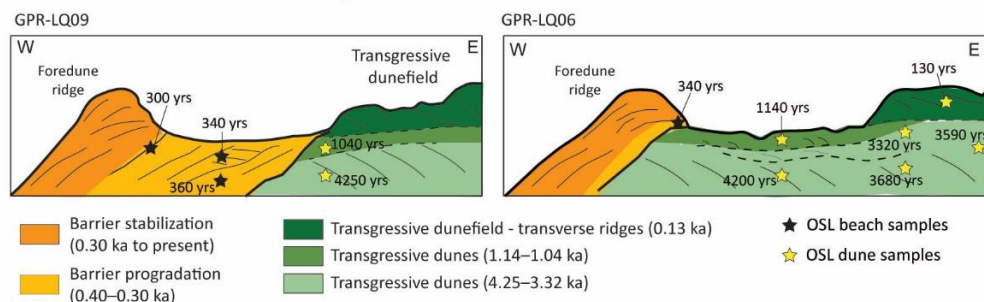 GPR-LQ09
W
E
Foredune
ridge
Transgressive
dunefield
300 yrs
340 yrs
360 yrs
1040 yrs
4250 yrs
GPR-LQ06
W
E
Foredune
ridge
340 yrs
1140 yrs
130 yrs
3320 yrs
3590 yrs
4200 yrs
3680 yrs
Barrier stabilization
(0.30 ka to present)
Barrier progradation
(0.40–0.30 ka)
Transgressive dunefield - transverse ridges (0.13 ka)
Transgressive dunes (1.14–1.04 ka)
Transgressive dunes (4.25–3.32 ka)
OSL beach samples
OSL dune samples